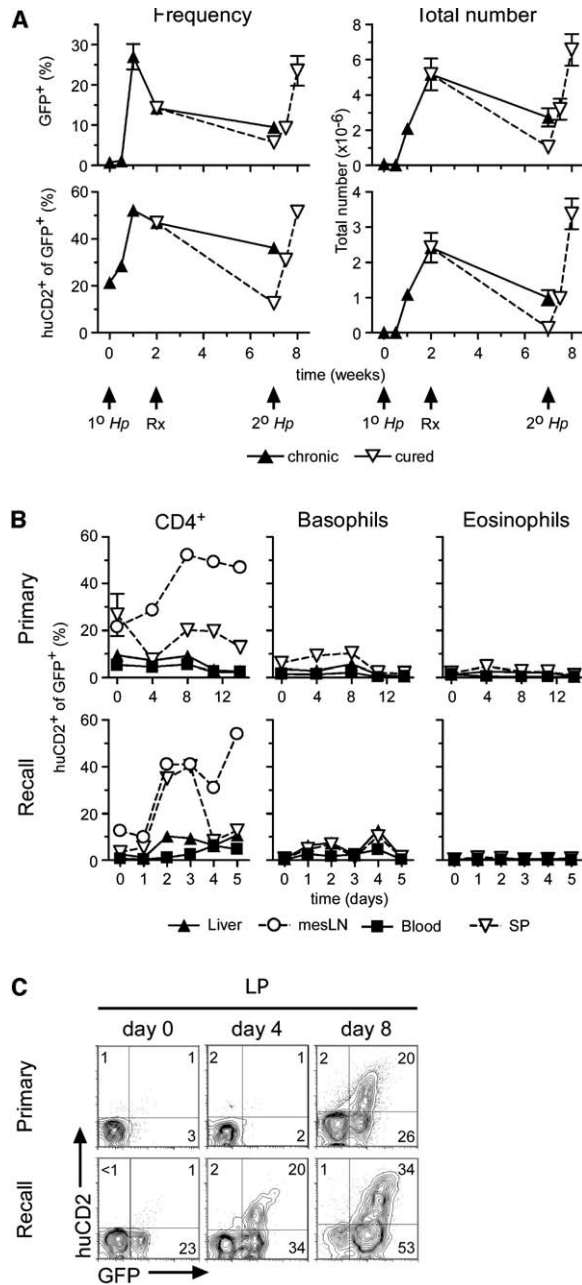 A
Frequency
Total number
GFP+ (%)
30
20
10
0
8
6
4
2
0
Total number (x10-6)
huCD2+ of GFP+ (%)
60
40
20
0
4
2
0
0 2 4 6 8
0 2 4 6 8
time (weeks)
1o Hp
Rx
2o Hp
1o Hp
Rx
2o Hp
chronic
cured
B
CD4+
Basophils
Eosinophils
Primary
60
40
20
0
0 4 8 12
0 4 8 12
0 4 8 12
huCD2+ of GFP+ (%)
Recall
60
40
20
0
0 1 2 3 4 5
0 1 2 3 4 5
0 1 2 3 4 5
time (days)
Liver
mesLN
Blood
SP
C
LP
day 0
day 4
day 8
Primary
1 1
3
2 1
2
2 20
26
Recall
<1 1
23
2 20
34
1 34
53
huCD2
GFP